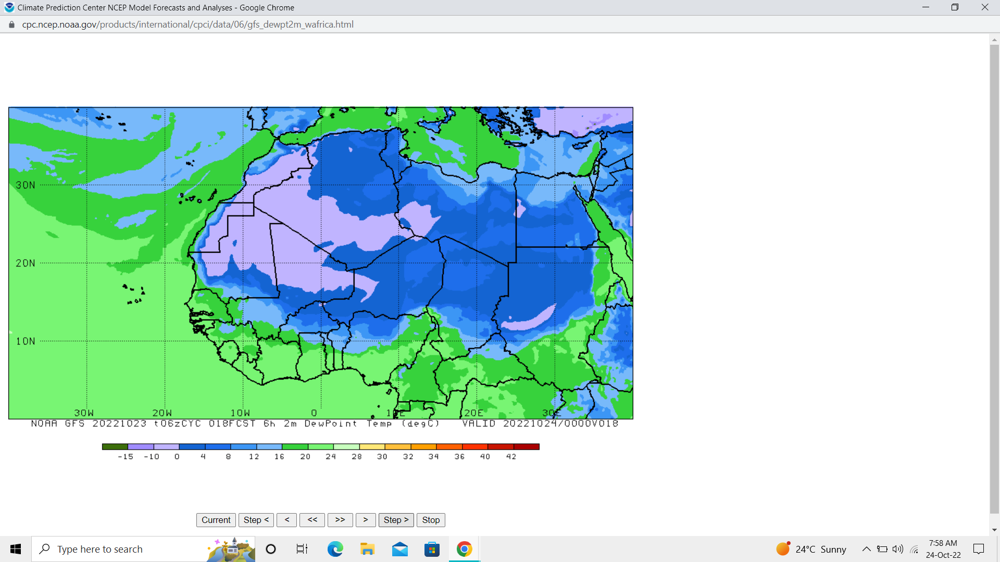 Climate Prediction Center NCEP Model Forecasts and Analyses - Google Chrome
cpc.ncep.noaa.gov/products/international/cpci/data/06/gfs_dewpt2m_wafrica.html
30N
20N
10N
30W 20W 10W 0 10E 20E 30E
NOAA GFS 20221023 t06zCYC 018FCST 6h 2m DewPoint Temp (degC) VALID 20221024/0000V018
-15 -10 0 4 8 12 16 20 24 28 30 32 34 36 40 42
Current Step < < << >> > Step > Stop
Type here to search
24°C Sunny
7:58 AM
24-Oct-22